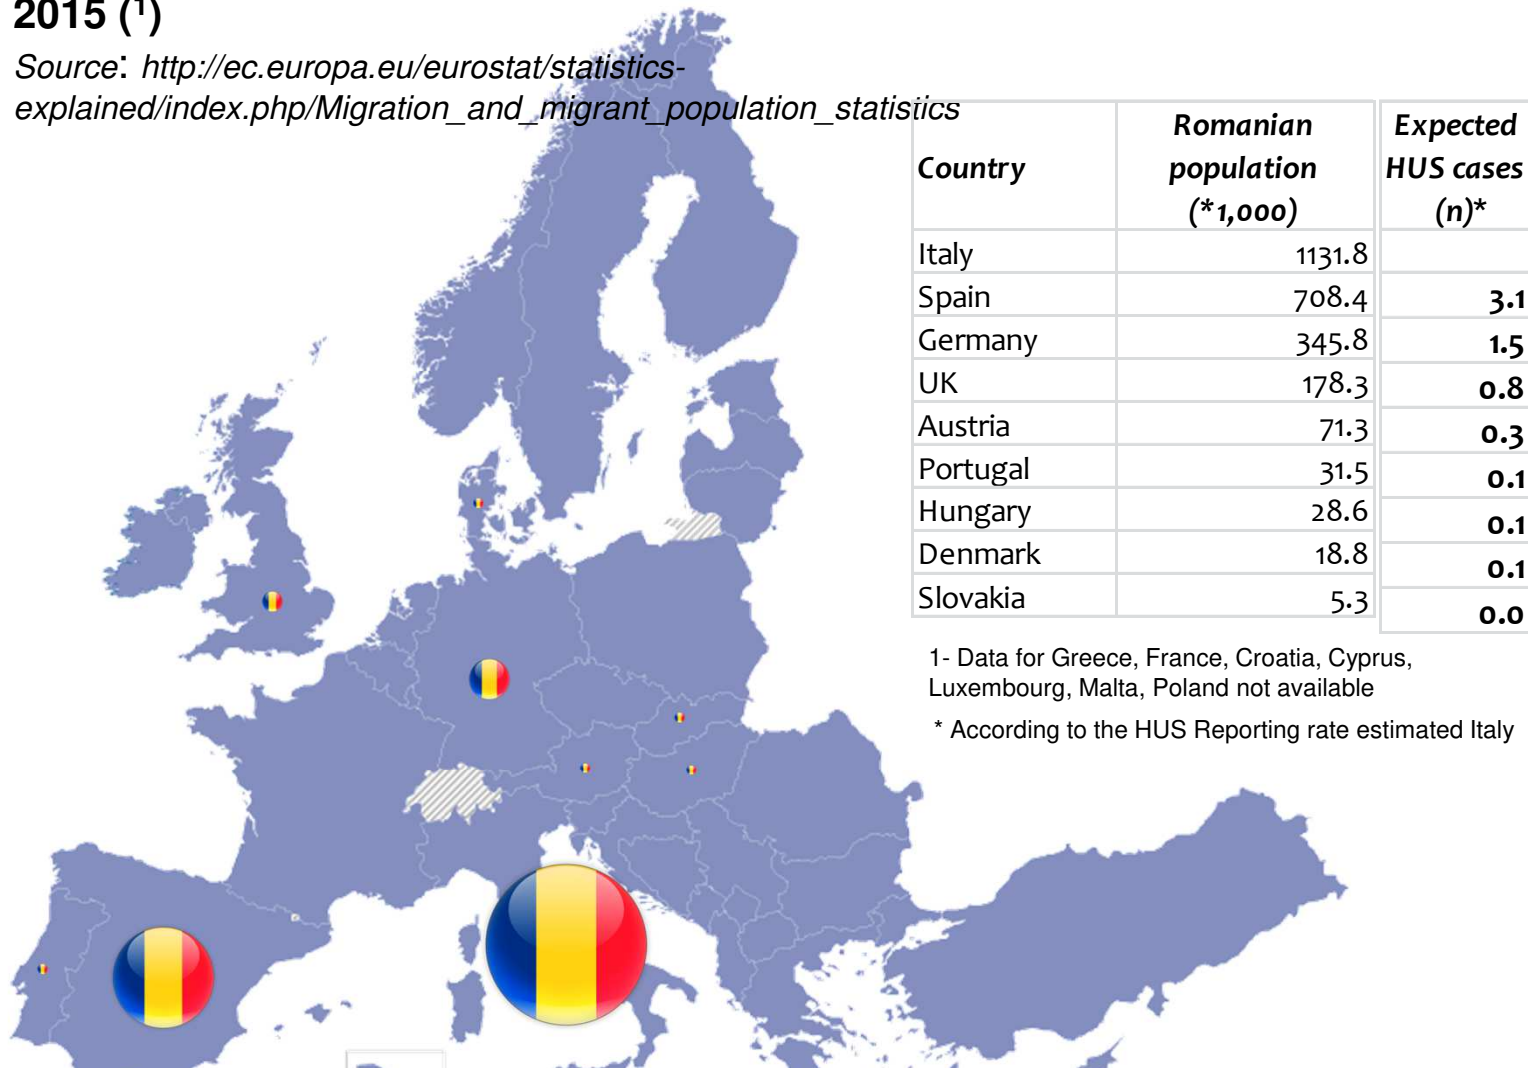 2015 (¹)
Source: http://ec.europa.eu/eurostat/statistics-
explained/index.php/Migration_and_migrant_population_statistics
Country Romanian population (*1,000) Expected HUS cases (n)*
Italy 1131.8
Spain 708.4 3.1
Germany 345.8 1.5
UK 178.3 0.8
Austria 71.3 0.3
Portugal 31.5 0.1
Hungary 28.6 0.1
Denmark 18.8 0.1
Slovakia 5.3 0.0
1- Data for Greece, France, Croatia, Cyprus,
Luxembourg, Malta, Poland not available
* According to the HUS Reporting rate estimated Italy